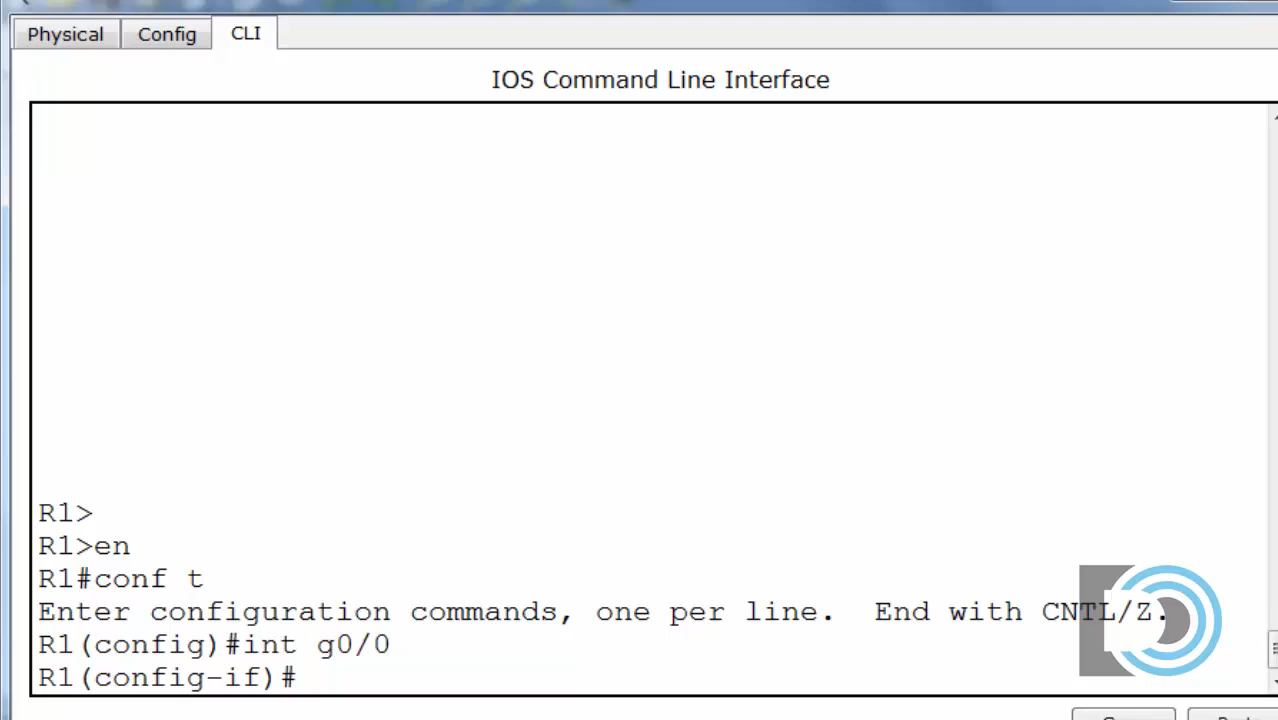 Physical Config CLI
IOS Command Line Interface
R1>
R1>en
R1#conf t
Enter configuration commands, one per line.  End with CNTL/Z.
R1(config)#int g0/0
R1(config-if)#